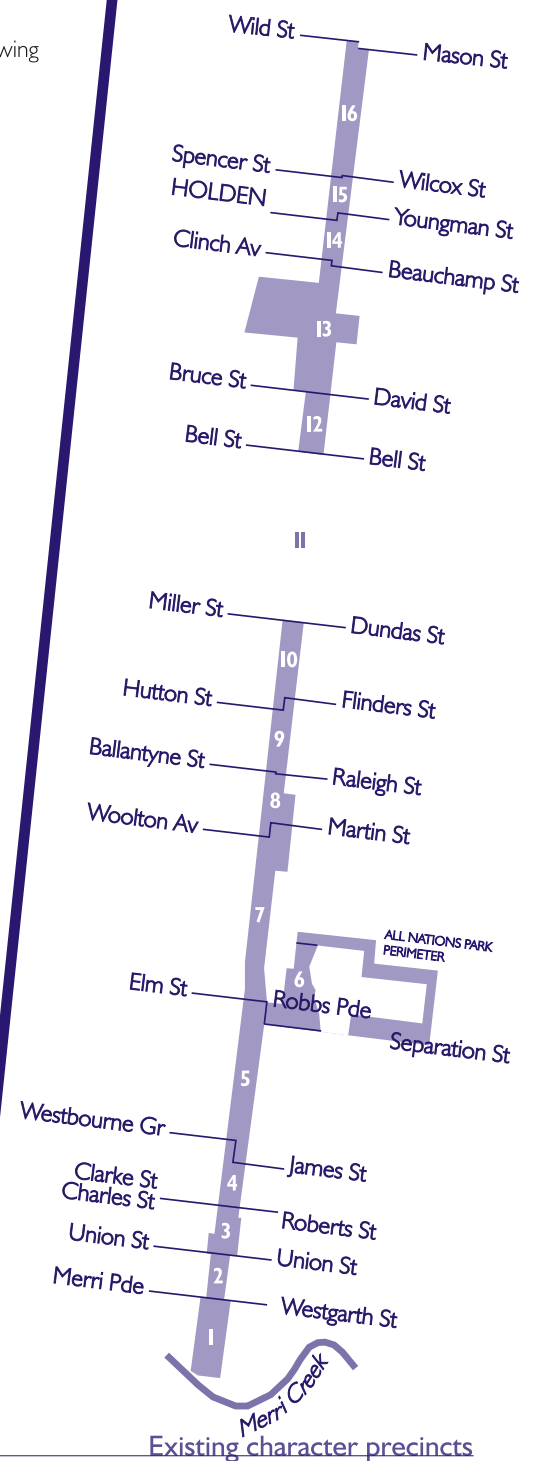 Wild St
Mason St
wing
16
Spencer St
Wilcox St
HOLDEN
15
Youngman St
14
Clinch Av
Beauchamp St
13
Bruce St
David St
12
Bell St
Bell St
11
Miller St
Dundas St
10
Hutton St
Flinders St
9
Ballantyne St
Raleigh St
8
Woolton Av
Martin St
7
ALL NATIONS PARK
PERIMETER
6
Elm St
Robbs Pde
Separation St
5
Westbourne Gr
James St
4
Clarke St
Charles St
Roberts St
3
Union St
Union St
2
Merri Pde
Westgarth St
1
Merri Creek
Existing character precincts